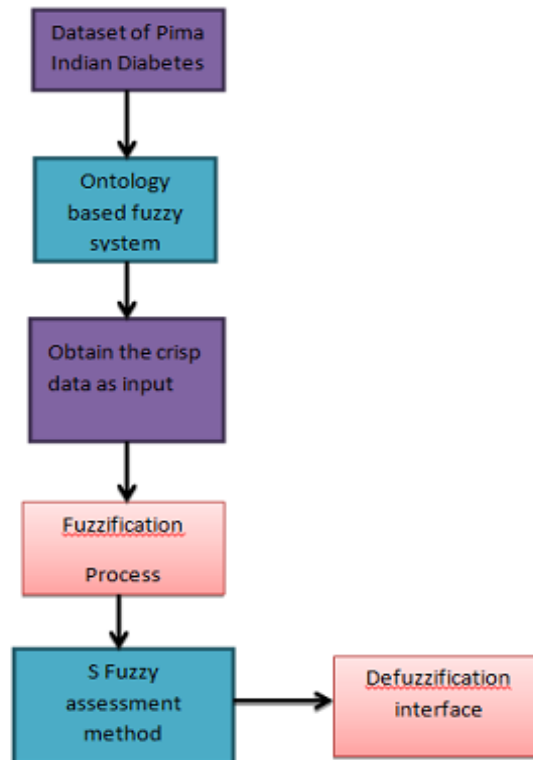 Dataset of Pima
Indian Diabetes
Ontology
based fuzzy
system
Obtain the crisp
data as input
Fuzzification
Process
S Fuzzy
assessment
method
Defuzzification
interface